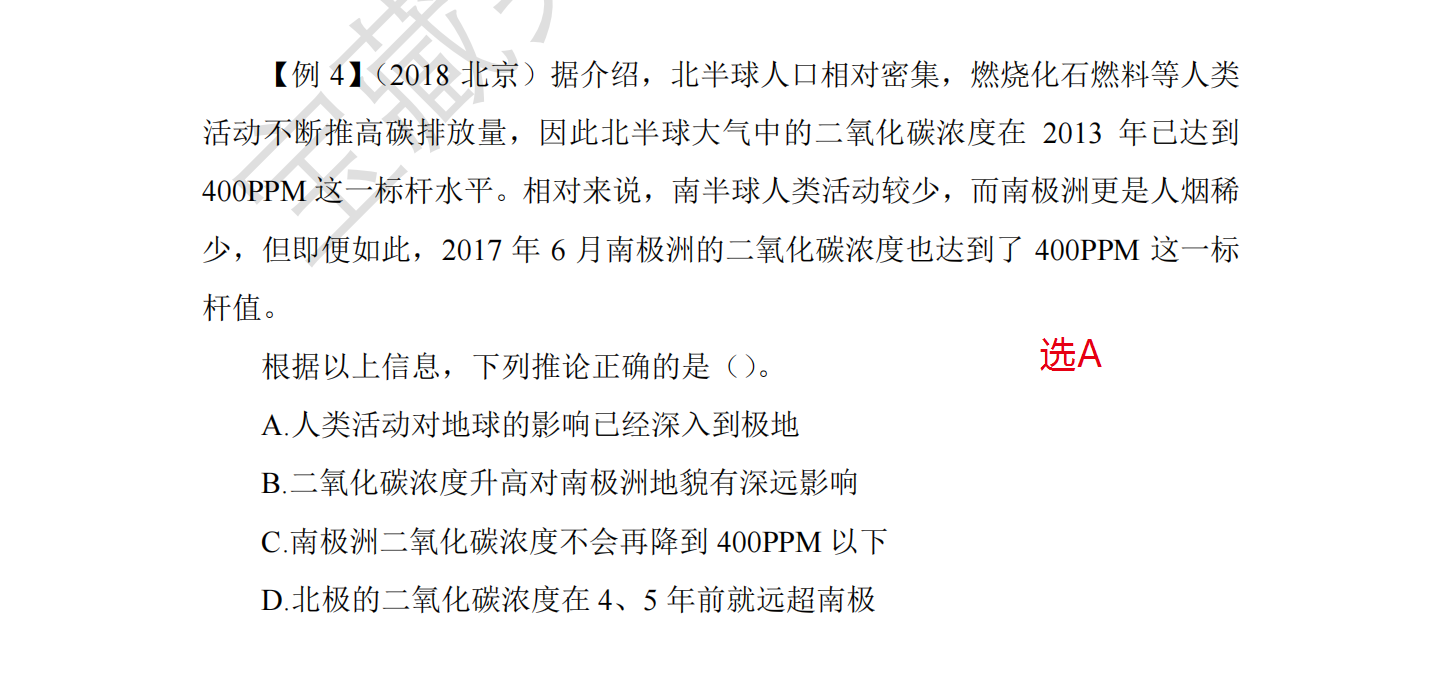 【例 4】（2018 北京）据介绍，北半球人口相对密集，燃烧化石燃料等人类
活动不断推高碳排放量，因此北半球大气中的二氧化碳浓度在 2013 年已达到
400PPM 这一标杆水平。相对来说，南半球人类活动较少，而南极洲更是人烟稀
少，但即便如此，2017 年 6 月南极洲的二氧化碳浓度也达到了 400PPM 这一标
杆值。
根据以上信息，下列推论正确的是（）。
选A
A.人类活动对地球的影响已经深入到极地
B.二氧化碳浓度升高对南极洲地貌有深远影响
C.南极洲二氧化碳浓度不会再降到 400PPM 以下
D.北极的二氧化碳浓度在 4、5 年前就远超南极
宝藏